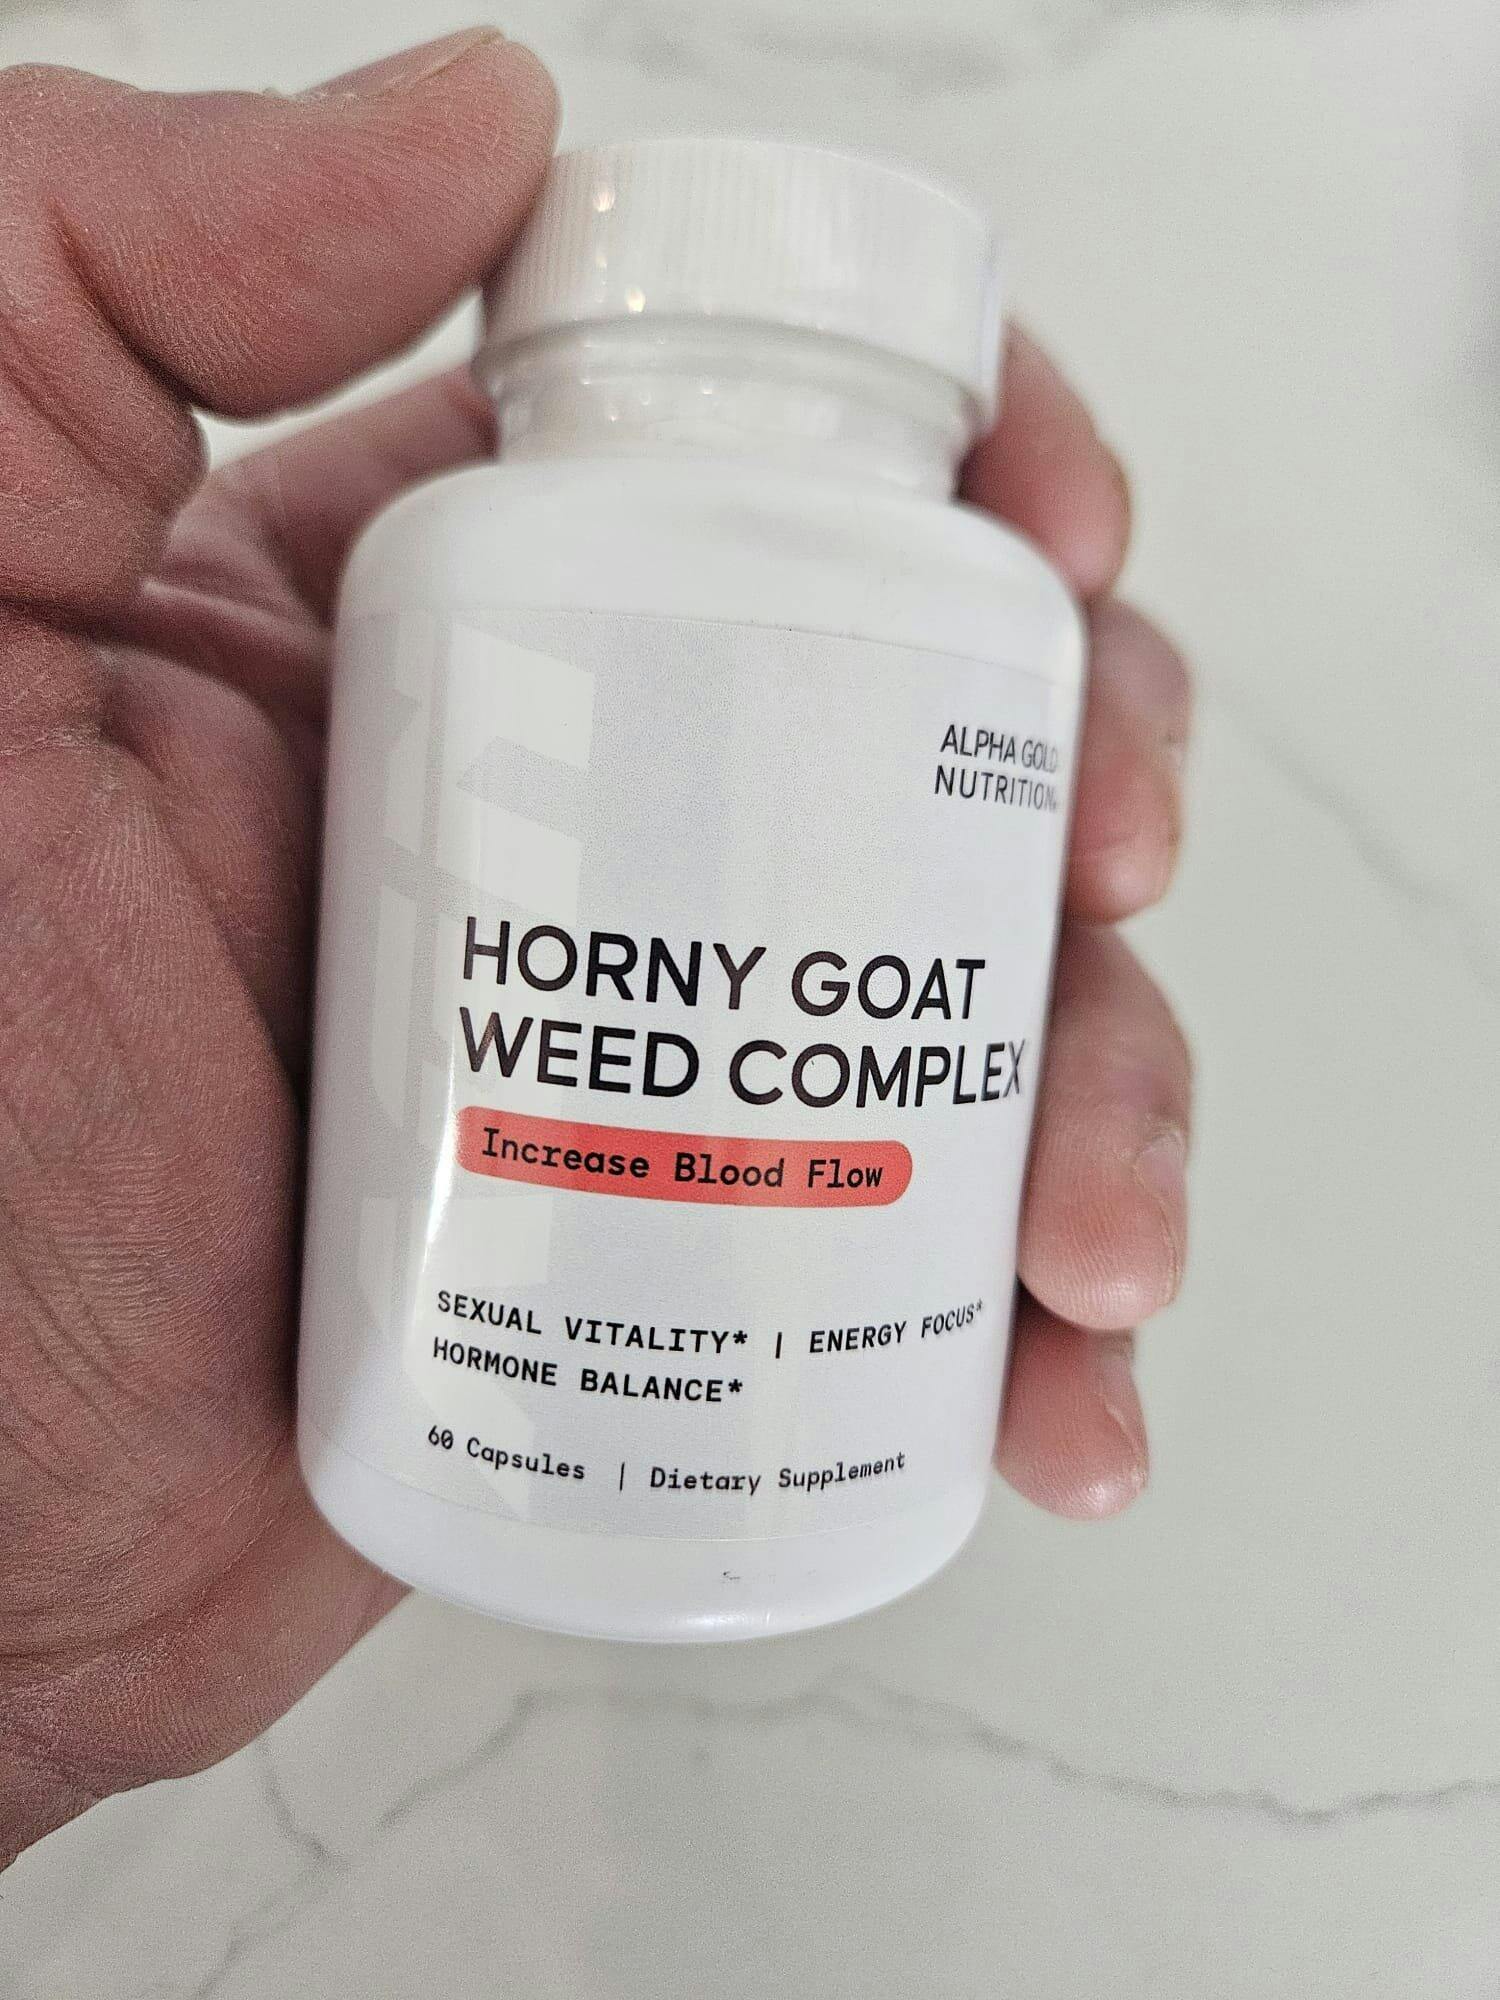 ALPHA GOLD
NUTRITION
HORNY GOAT
WEED COMPLEX
Increase Blood Flow
SEXUAL VITALITY* | ENERGY FOCUS*
HORMONE BALANCE*
60 Capsules | Dietary Supplement